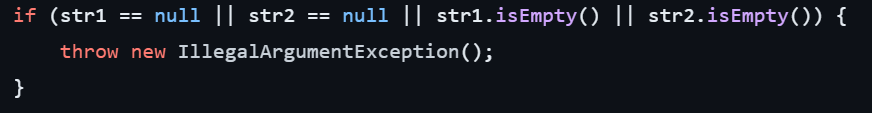 if (str1 == null || str2 == null || str1.isEmpty() || str2.isEmpty()) {
    throw new IllegalArgumentException();
}